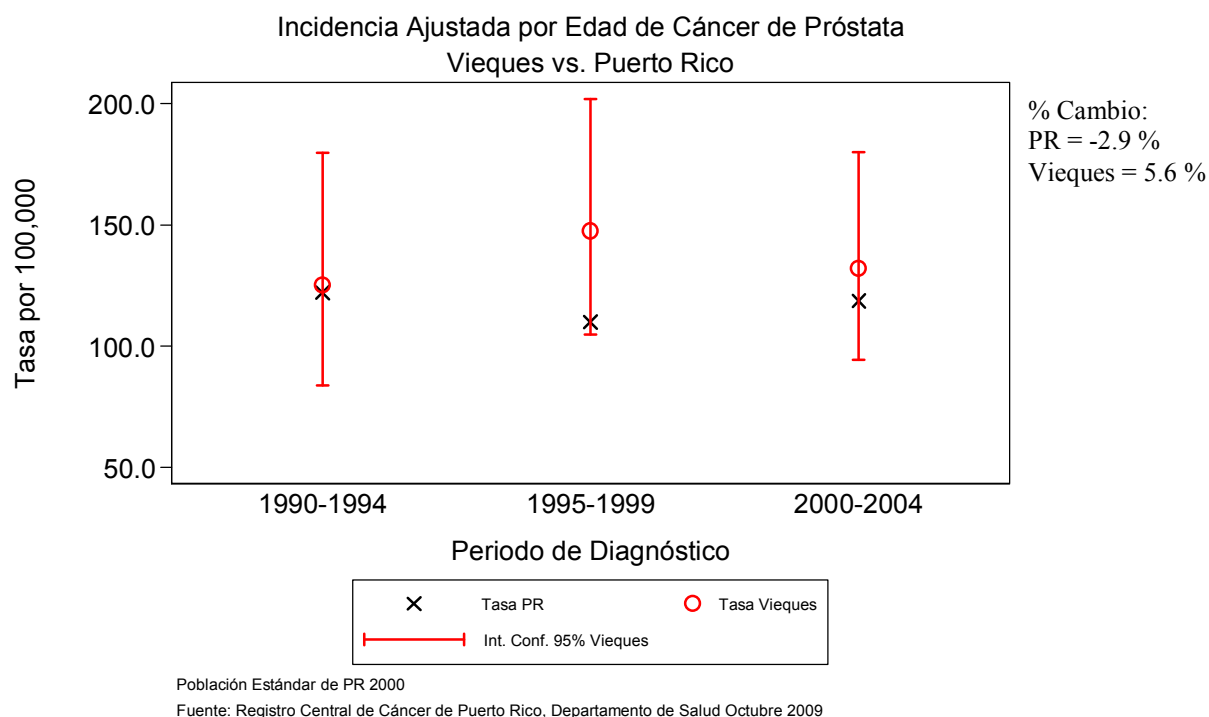 Incidencia Ajustada por Edad de Cáncer de Próstata
Vieques vs. Puerto Rico
% Cambio:
PR = -2.9 %
Vieques = 5.6 %
Tasa por 100,000
200.0
150.0
100.0
50.0
1990-1994 1995-1999 2000-2004
Periodo de Diagnóstico
Tasa PR Tasa Vieques
Int. Conf. 95% Vieques
Población Estándar de PR 2000
Fuente: Registro Central de Cáncer de Puerto Rico, Departamento de Salud Octubre 2009